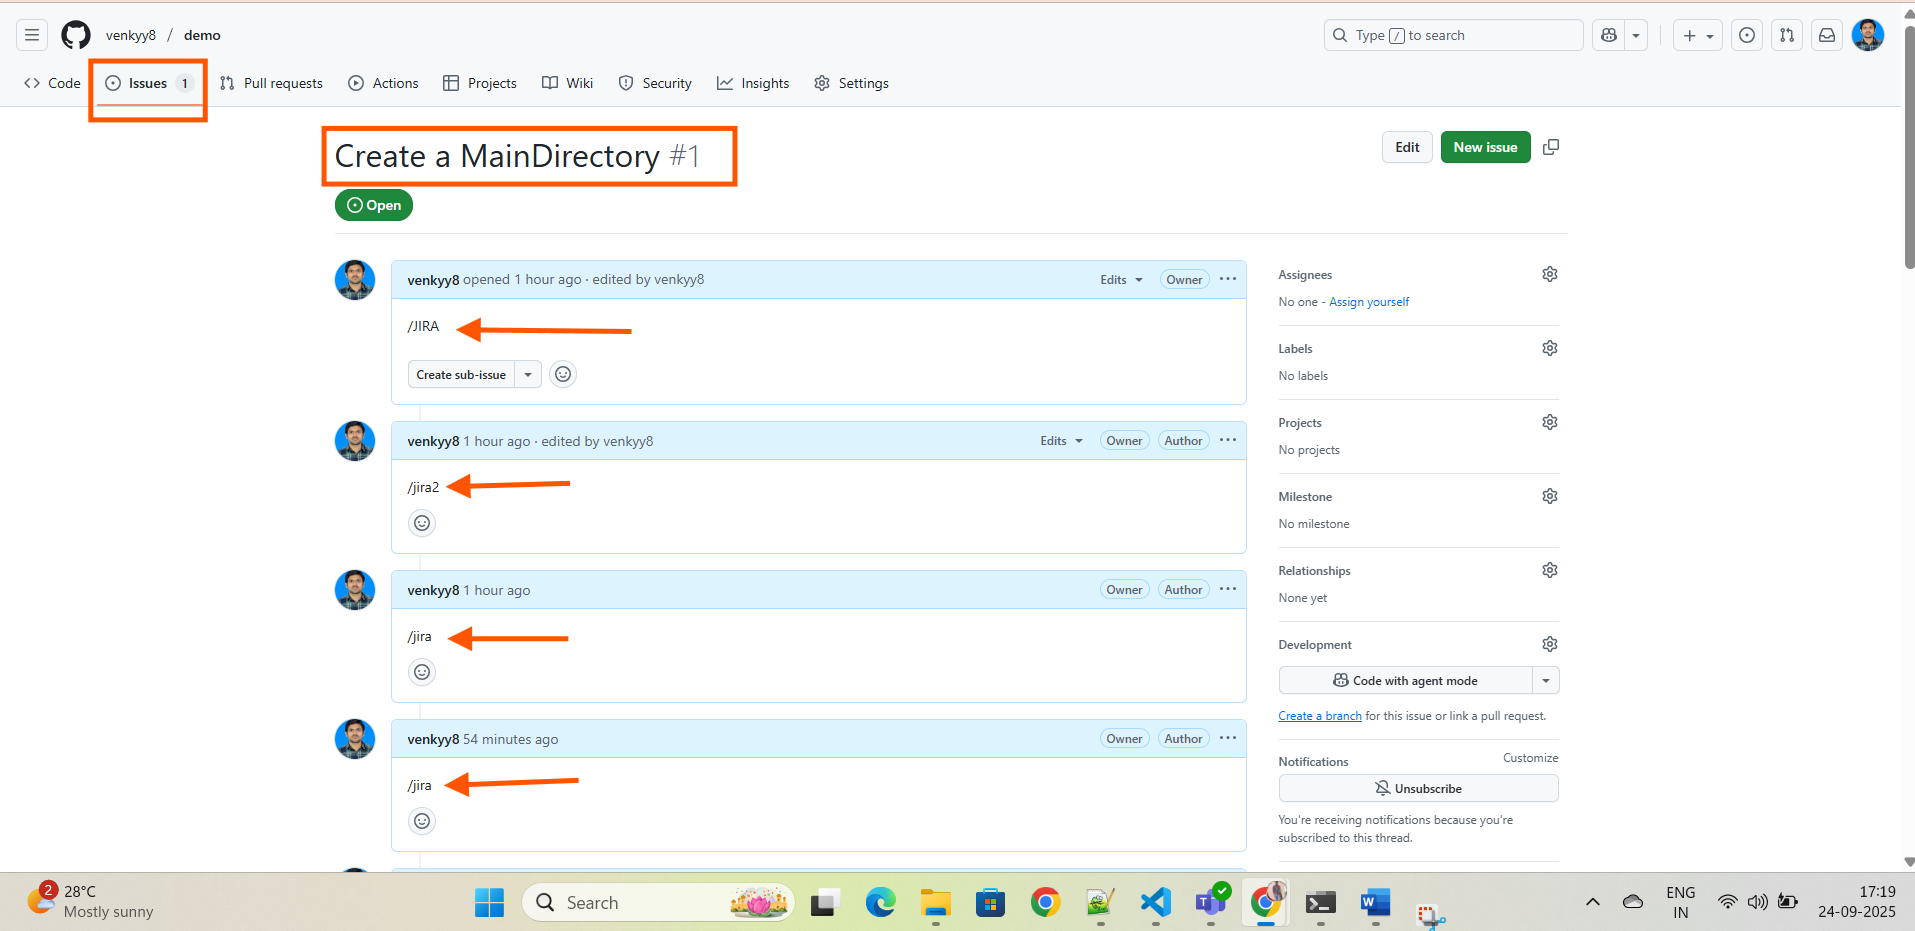 venkyy8 / demo
Type / to search
Code
Issues 1
Pull requests
Actions
Projects
Wiki
Security
Insights
Settings
Create a MainDirectory #1
Edit
New issue
Open
venkyy8 opened 1 hour ago · edited by venkyy8
Edits
Owner
/JIRA
Create sub-issue
venkyy8 1 hour ago · edited by venkyy8
Edits
Owner
Author
/jira2
venkyy8 1 hour ago
Owner
Author
/jira
venkyy8 54 minutes ago
Owner
Author
/jira
Assignees
No one - Assign yourself
Labels
No labels
Projects
No projects
Milestone
No milestone
Relationships
None yet
Development
Code with agent mode
Create a branch for this issue or link a pull request.
Notifications
Customize
Unsubscribe
You're receiving notifications because you're
subscribed to this thread.
2
28°C
Mostly sunny
Search
T
W
ENG
IN
17:19
24-09-2025